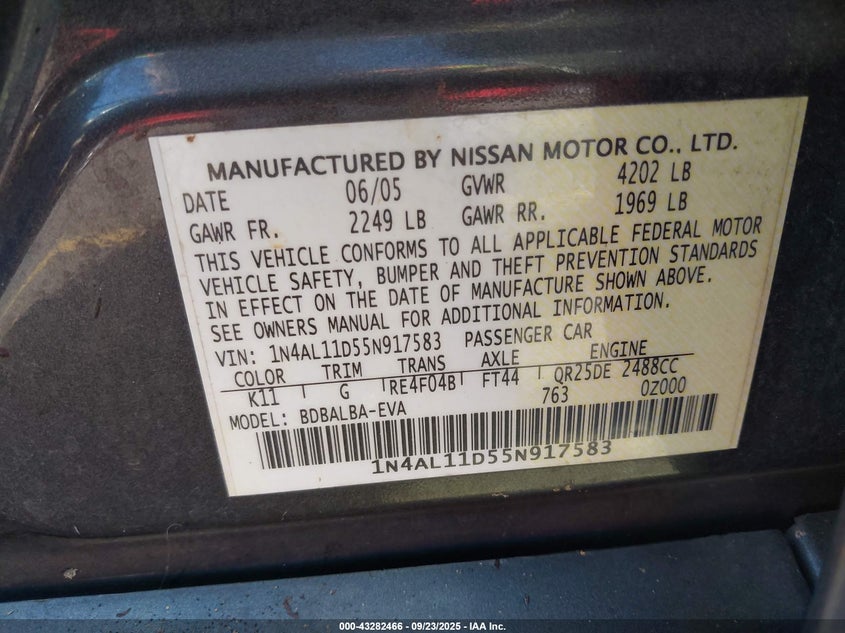 MANUFACTURED BY NISSAN MOTOR CO., LTD.
DATE 06/05 GVWR 4202 LB
GAWR FR. 2249 LB GAWR RR. 1969 LB
THIS VEHICLE CONFORMS TO ALL APPLICABLE FEDERAL MOTOR
VEHICLE SAFETY, BUMPER AND THEFT PREVENTION STANDARDS
IN EFFECT ON THE DATE OF MANUFACTURE SHOWN ABOVE.
SEE OWNERS MANUAL FOR ADDITIONAL INFORMATION.
VIN: 1N4AL11D55N917583 PASSENGER CAR
COLOR TRIM TRANS AXLE ENGINE
K11 G RE4F04B FT44 QR25DE 2488CC
MODEL: BDBALBA-EVA 763 0Z000
1N4AL11D55N917583
000-43282466 - 09/23/2025 - IAA Inc.